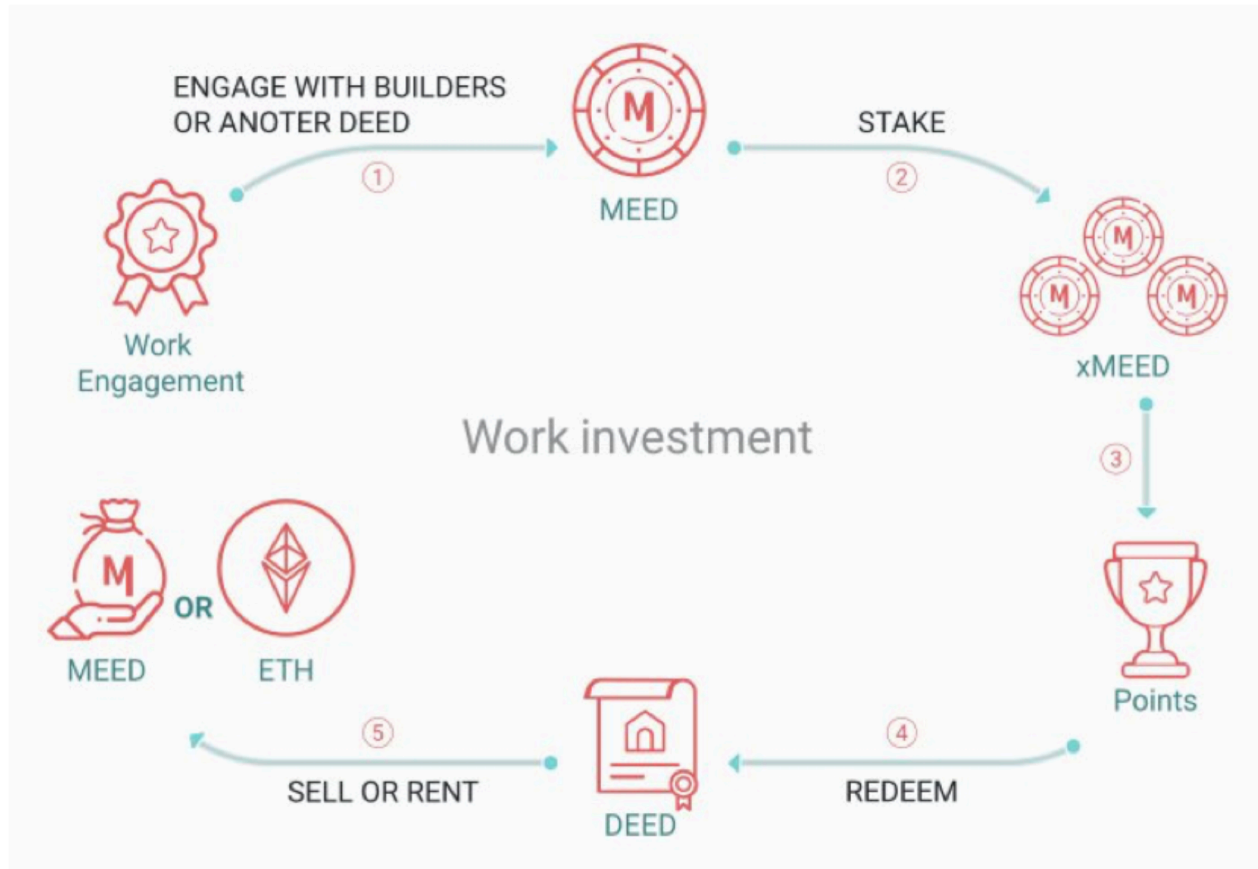 ENGAGE WITH BUILDERS
OR ANOTER DEED
1
M
MEED
STAKE
2
M
M
M
xMEED
Work
Engagement
Work investment
3
M
OR
MEED
ETH
Points
5
SELL OR RENT
DEED
4
REDEEM